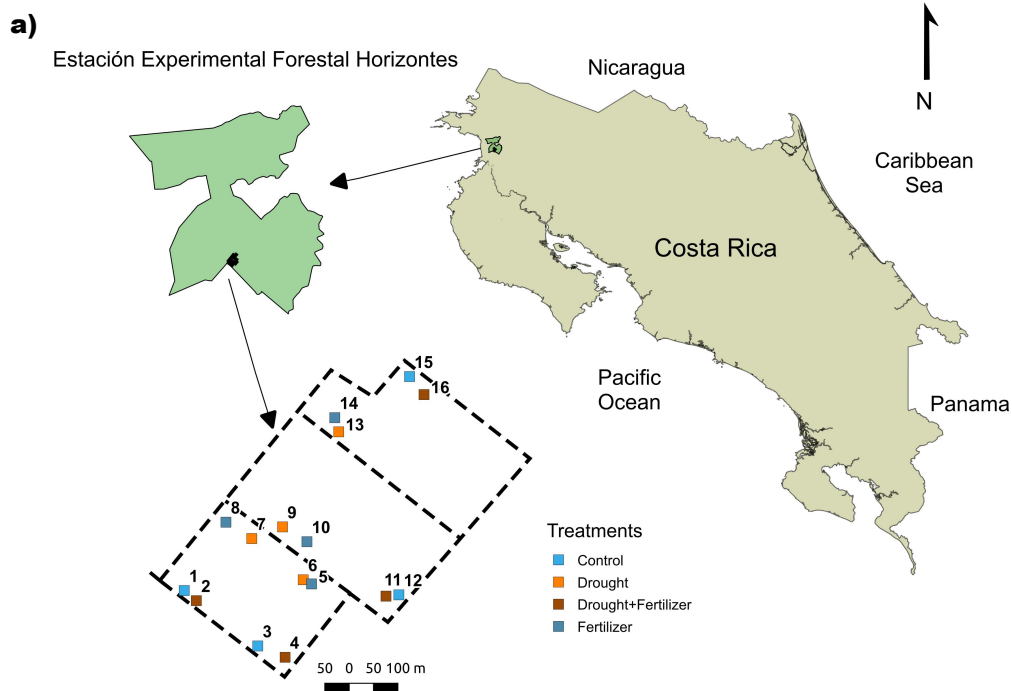 a)
Estación Experimental Forestal Horizontes
Nicaragua
N
Caribbean
Sea
Costa Rica
Pacific
Ocean
Panama
15
16
14
13
8
9
7
10
6
5
1
2
11
12
3
4
Treatments
Control
Drought
Drought+Fertilizer
Fertilizer
50 0 50 100 m